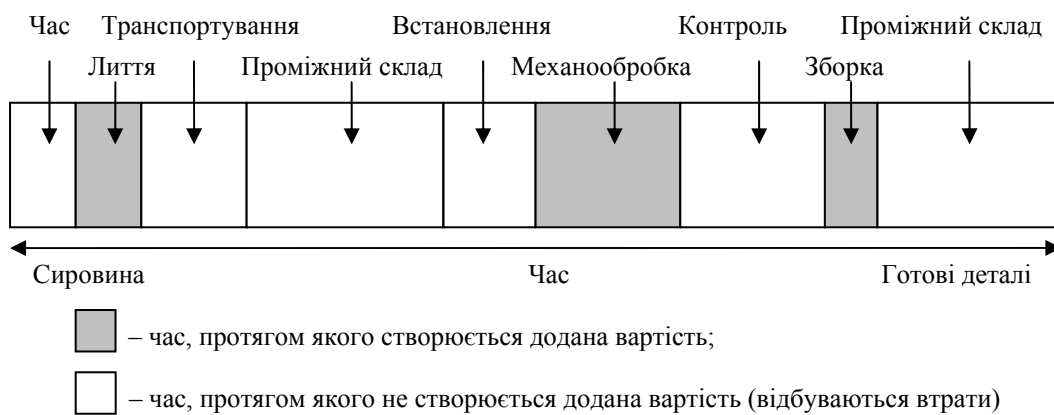 Час Транспортування Встановлення Контроль Проміжний склад
Лиття Проміжний склад Механообробка Зборка
Сировина Час Готові деталі
– час, протягом якого створюється додана вартість;
– час, протягом якого не створюється додана вартість (відбуваються втрати)